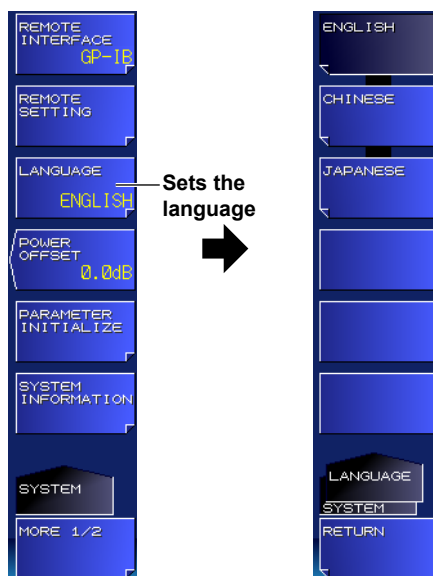 REMOTE
INTERFACE
GP-IB
REMOTE
SETTING
LANGUAGE
ENGLISH
POWER
OFFSET
0.0dB
PARAMETER
INITIALIZE
SYSTEM
INFORMATION
SYSTEM
MORE 1/2
Sets the
language
ENGLISH
CHINESE
JAPANESE
LANGUAGE
SYSTEM
RETURN